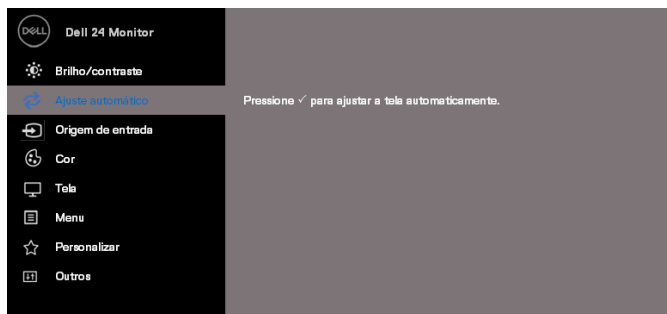 DELL Dell 24 Monitor
Brilho/contraste
Ajuste automático Pressione ✓ para ajustar a tela automaticamente.
Origem de entrada
Cor
Tela
Menu
Personalizar
Outros